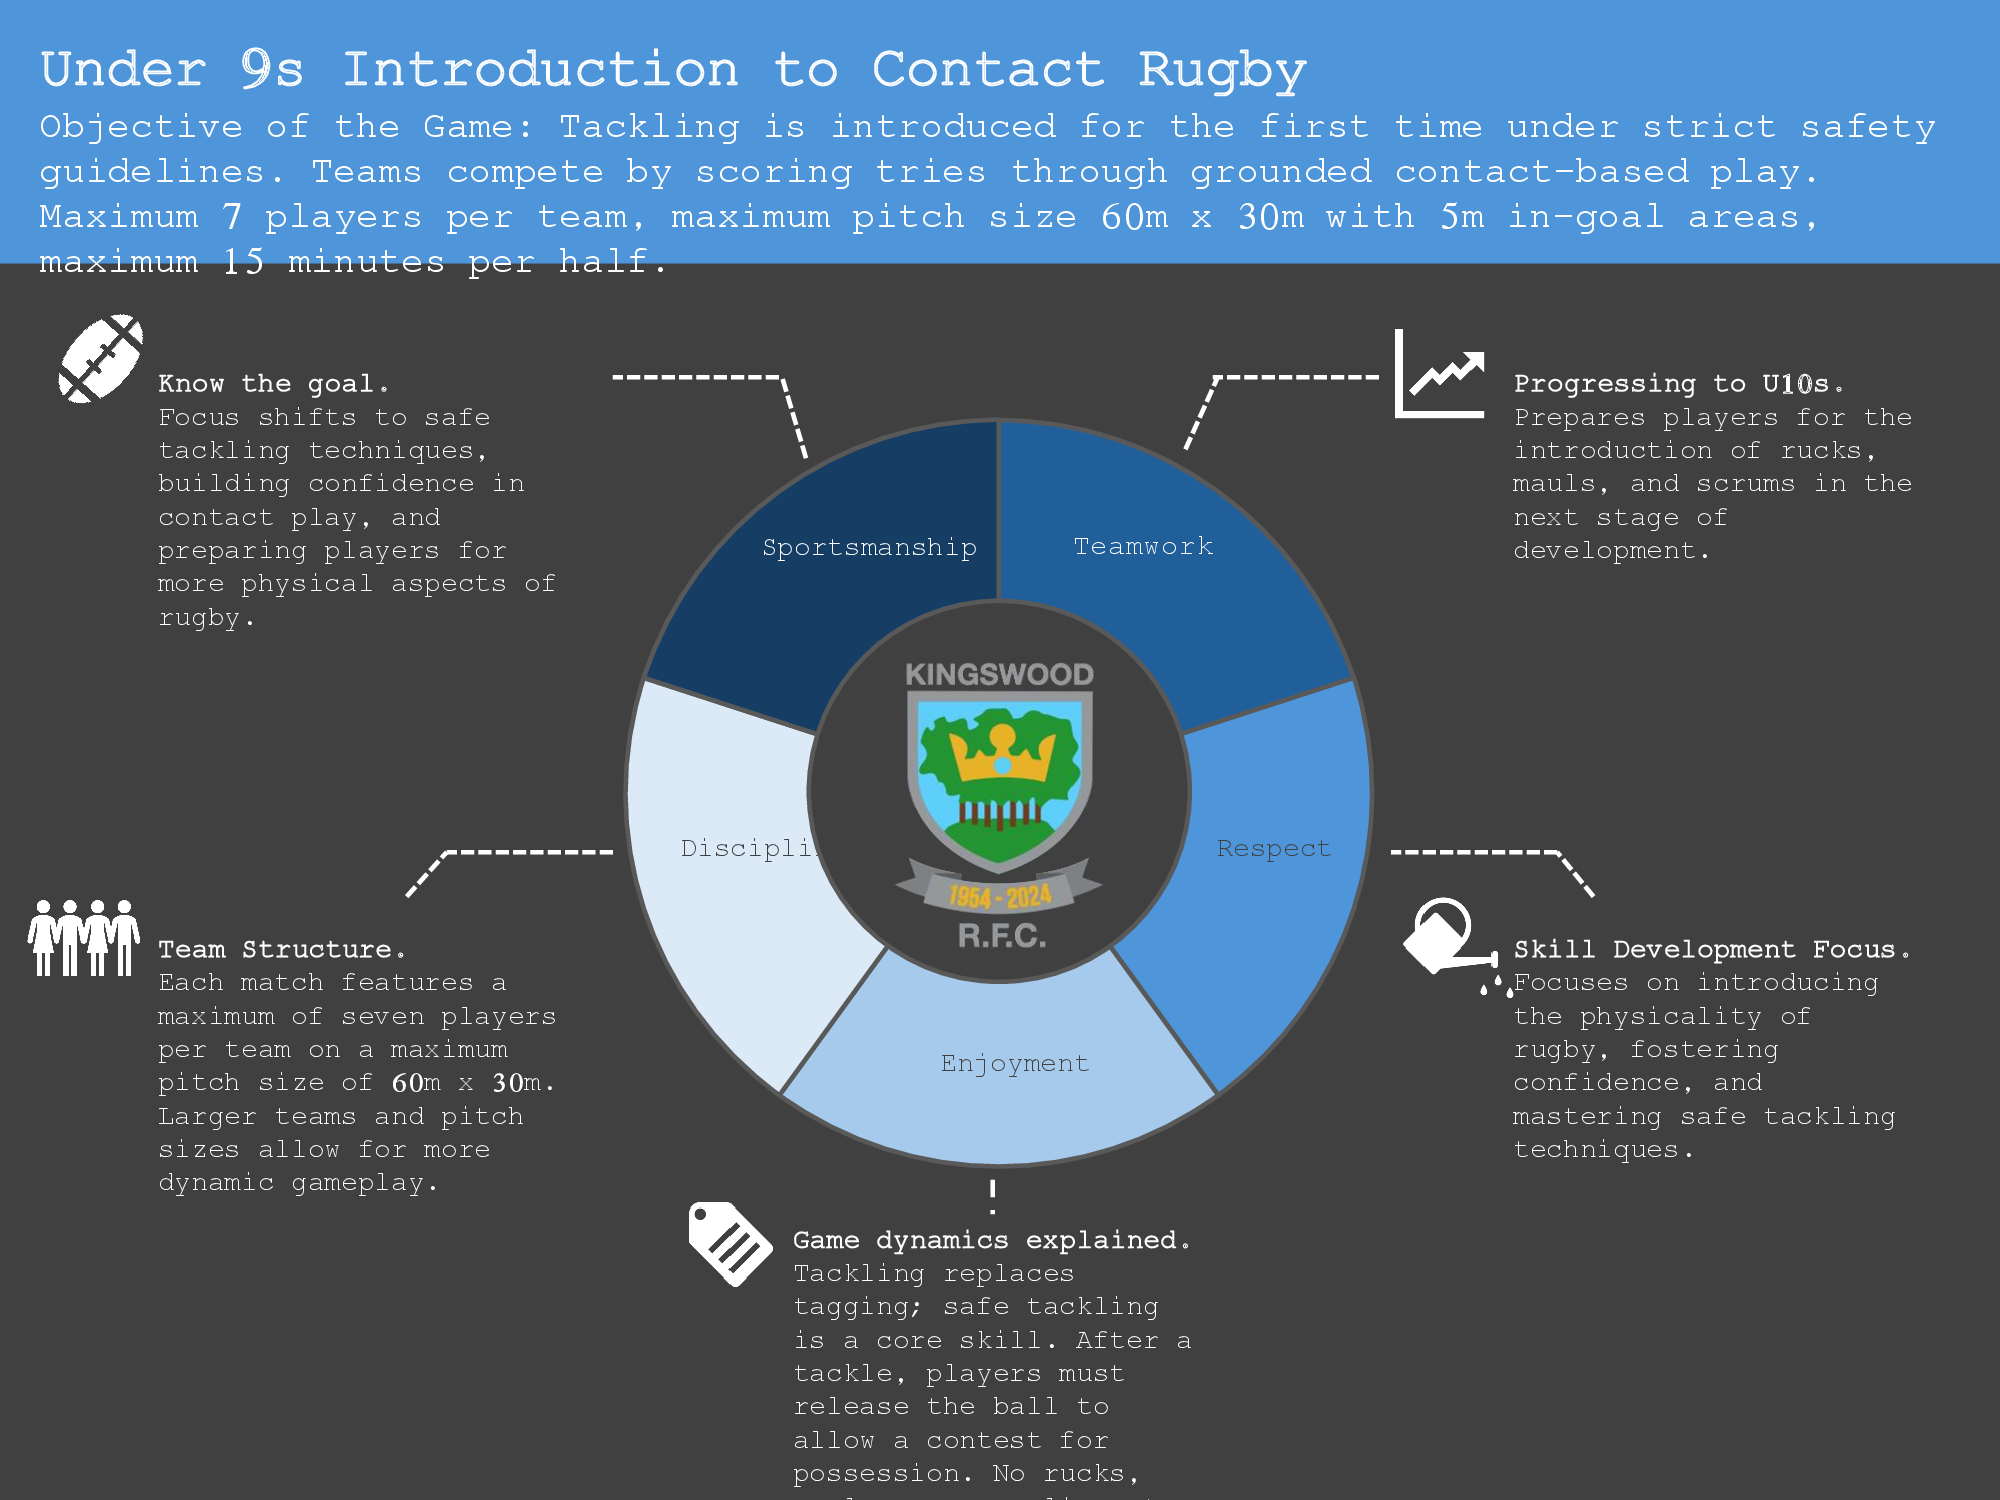 Under 9s Introduction to Contact Rugby
Objective of the Game: Tackling is introduced for the first time under strict safety
guidelines. Teams compete by scoring tries through grounded contact-based play.
Maximum 7 players per team, maximum pitch size 60m x 30m with 5m in-goal areas,
maximum 15 minutes per half.
Know the goal.
Focus shifts to safe
tackling techniques,
building confidence in
contact play, and
preparing players for
more physical aspects of
rugby.
Progressing to U10s.
Prepares players for the
introduction of rucks,
mauls, and scrums in the
next stage of
development.
Sportsmanship
Teamwork
Respect
Enjoyment
KINGSWOOD
1954 - 2024
R.F.C.
Team Structure.
Each match features a
maximum of seven players
per team on a maximum
pitch size of 60m x 30m.
Larger teams and pitch
sizes allow for more
dynamic gameplay.
Skill Development Focus.
Focuses on introducing
the physicality of
rugby, fostering
confidence, and
mastering safe tackling
techniques.
Game dynamics explained.
Tackling replaces
tagging; safe tackling
is a core skill. After a
tackle, players must
release the ball to
allow a contest for
possession. No rucks,